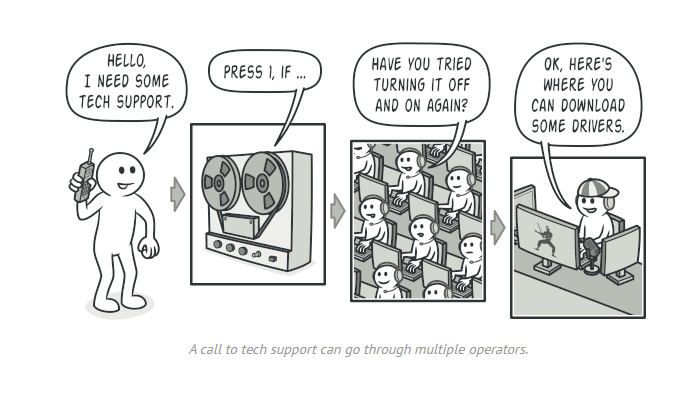 HELLO,
I NEED SOME
TECH SUPPORT.
PRESS 1, IF ...
HAVE YOU TRIED
TURNING IT OFF
AND ON AGAIN?
OK, HERE'S
WHERE YOU
CAN DOWNLOAD
SOME DRIVERS.
A call to tech support can go through multiple operators.